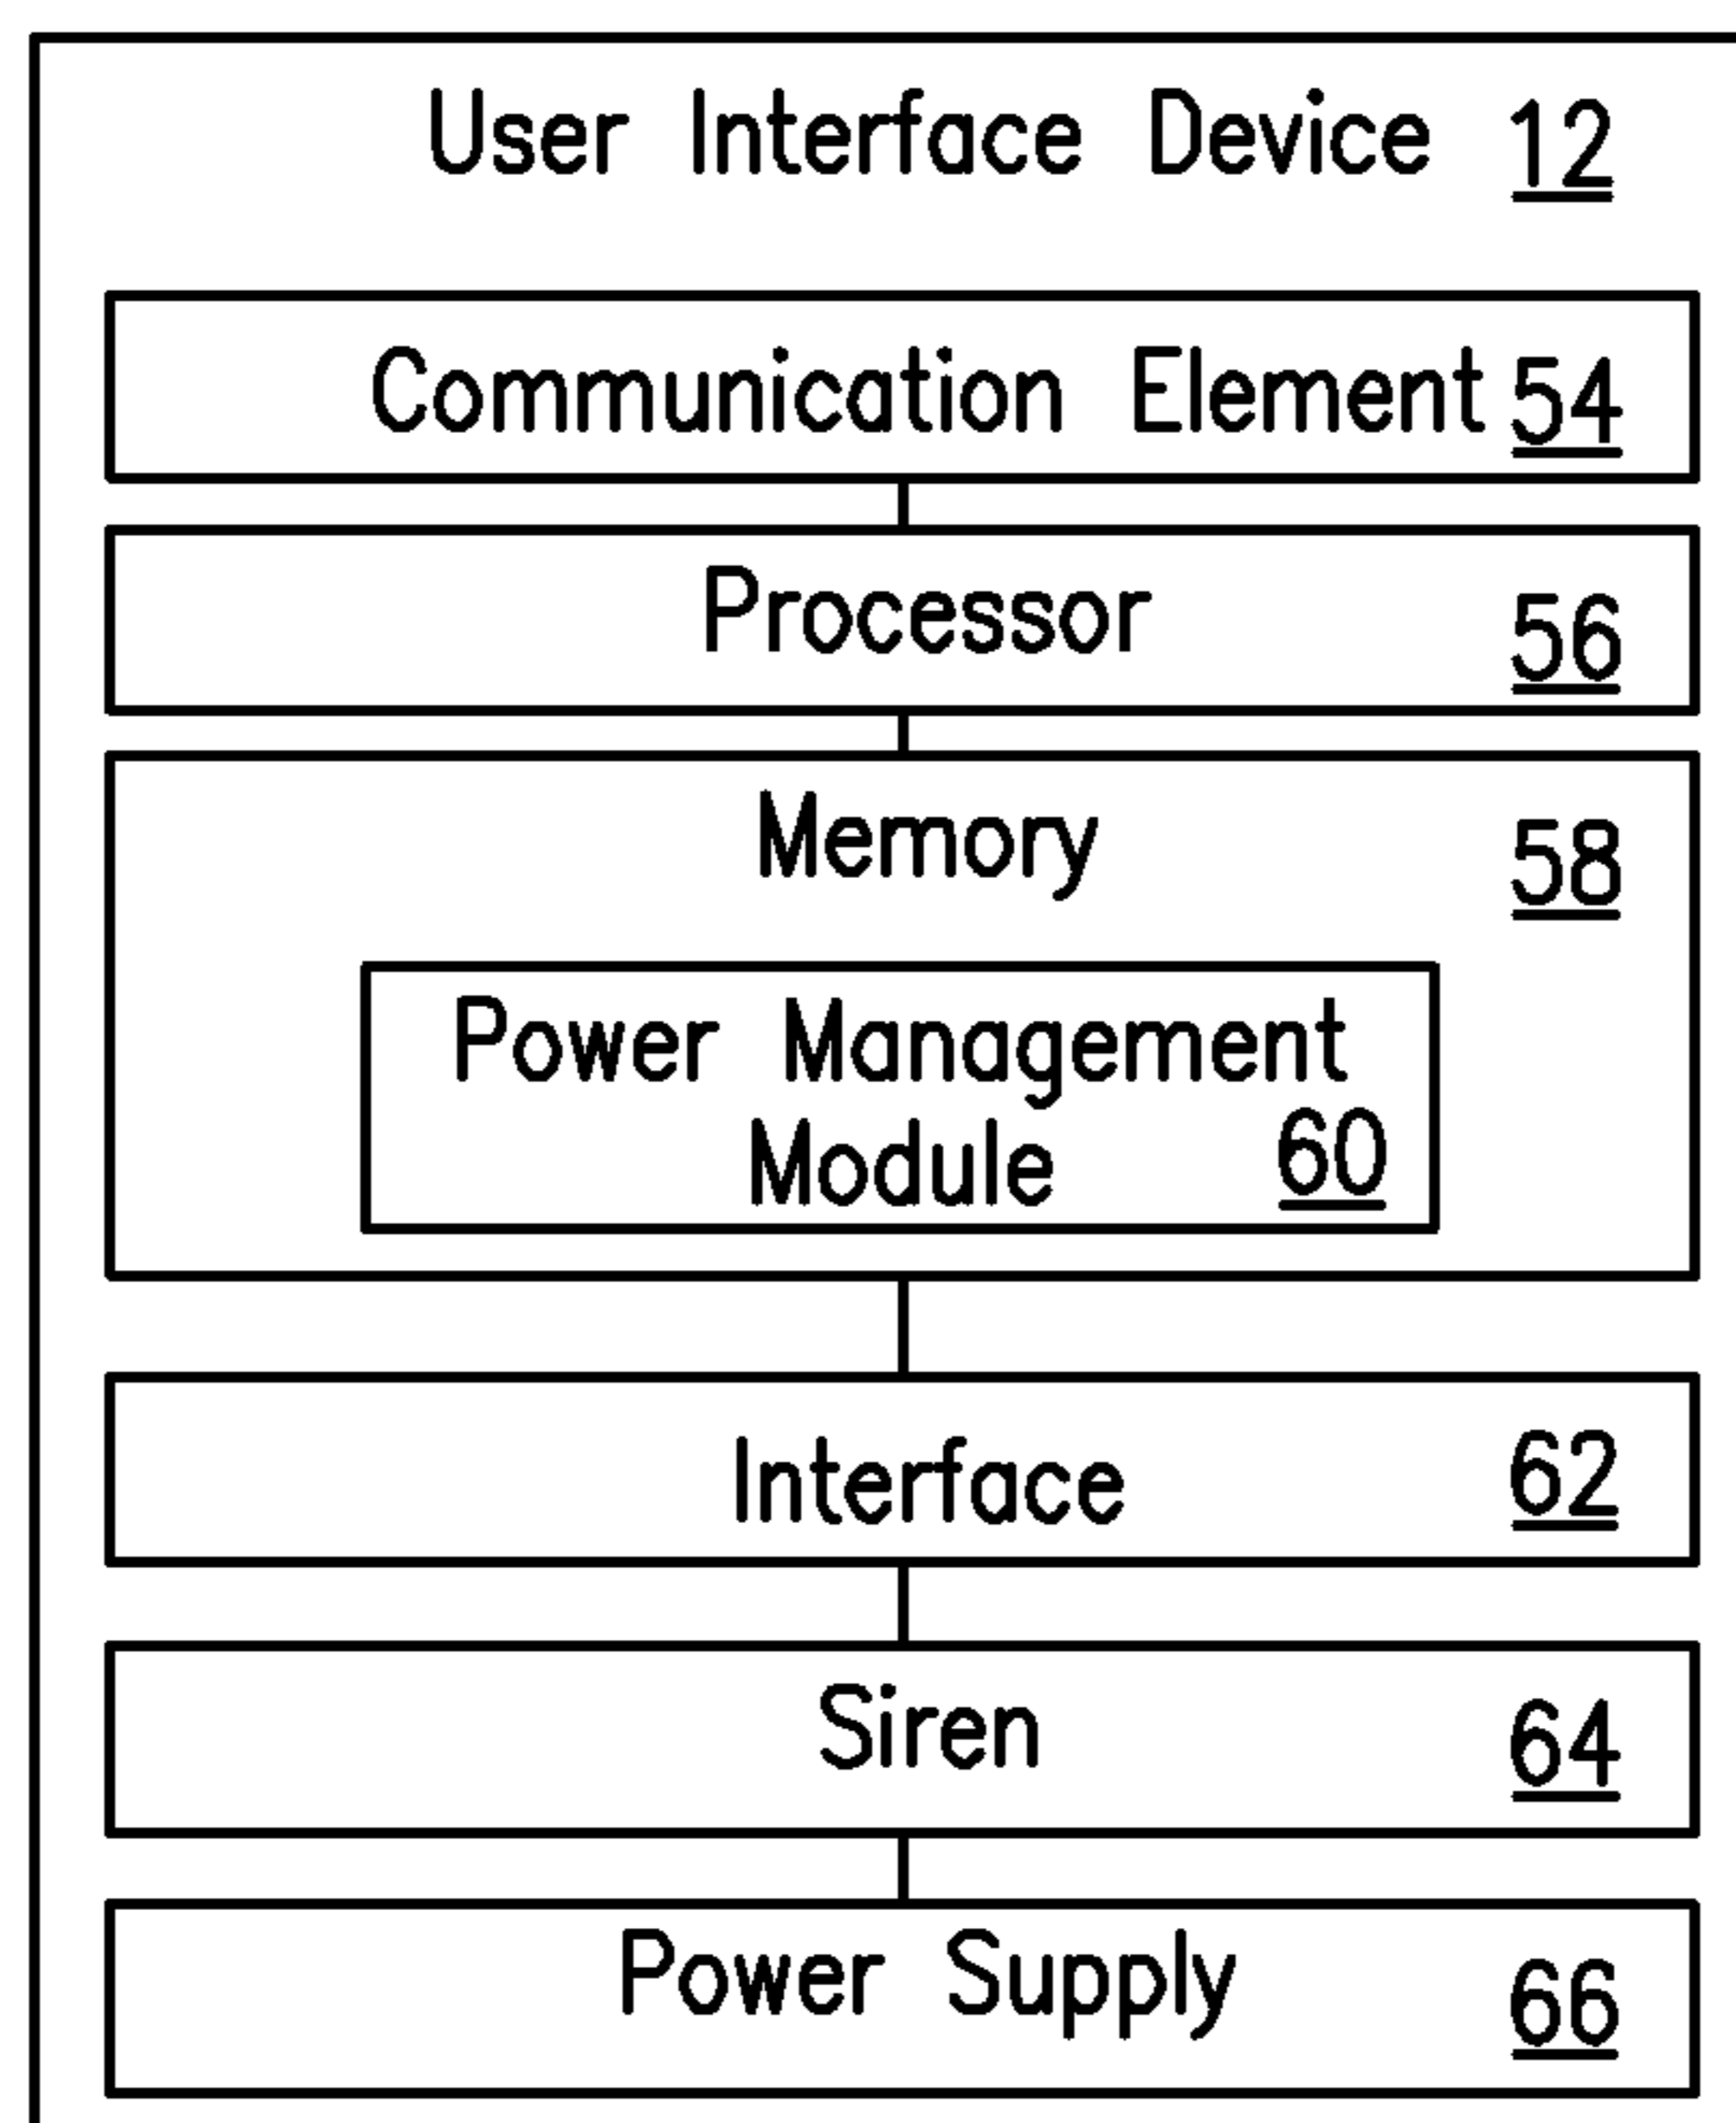 User Interface Device 12
Communication Element 54
Processor 56
Memory 58
Power Management
Module 60
Interface 62
Siren 64
Power Supply 66